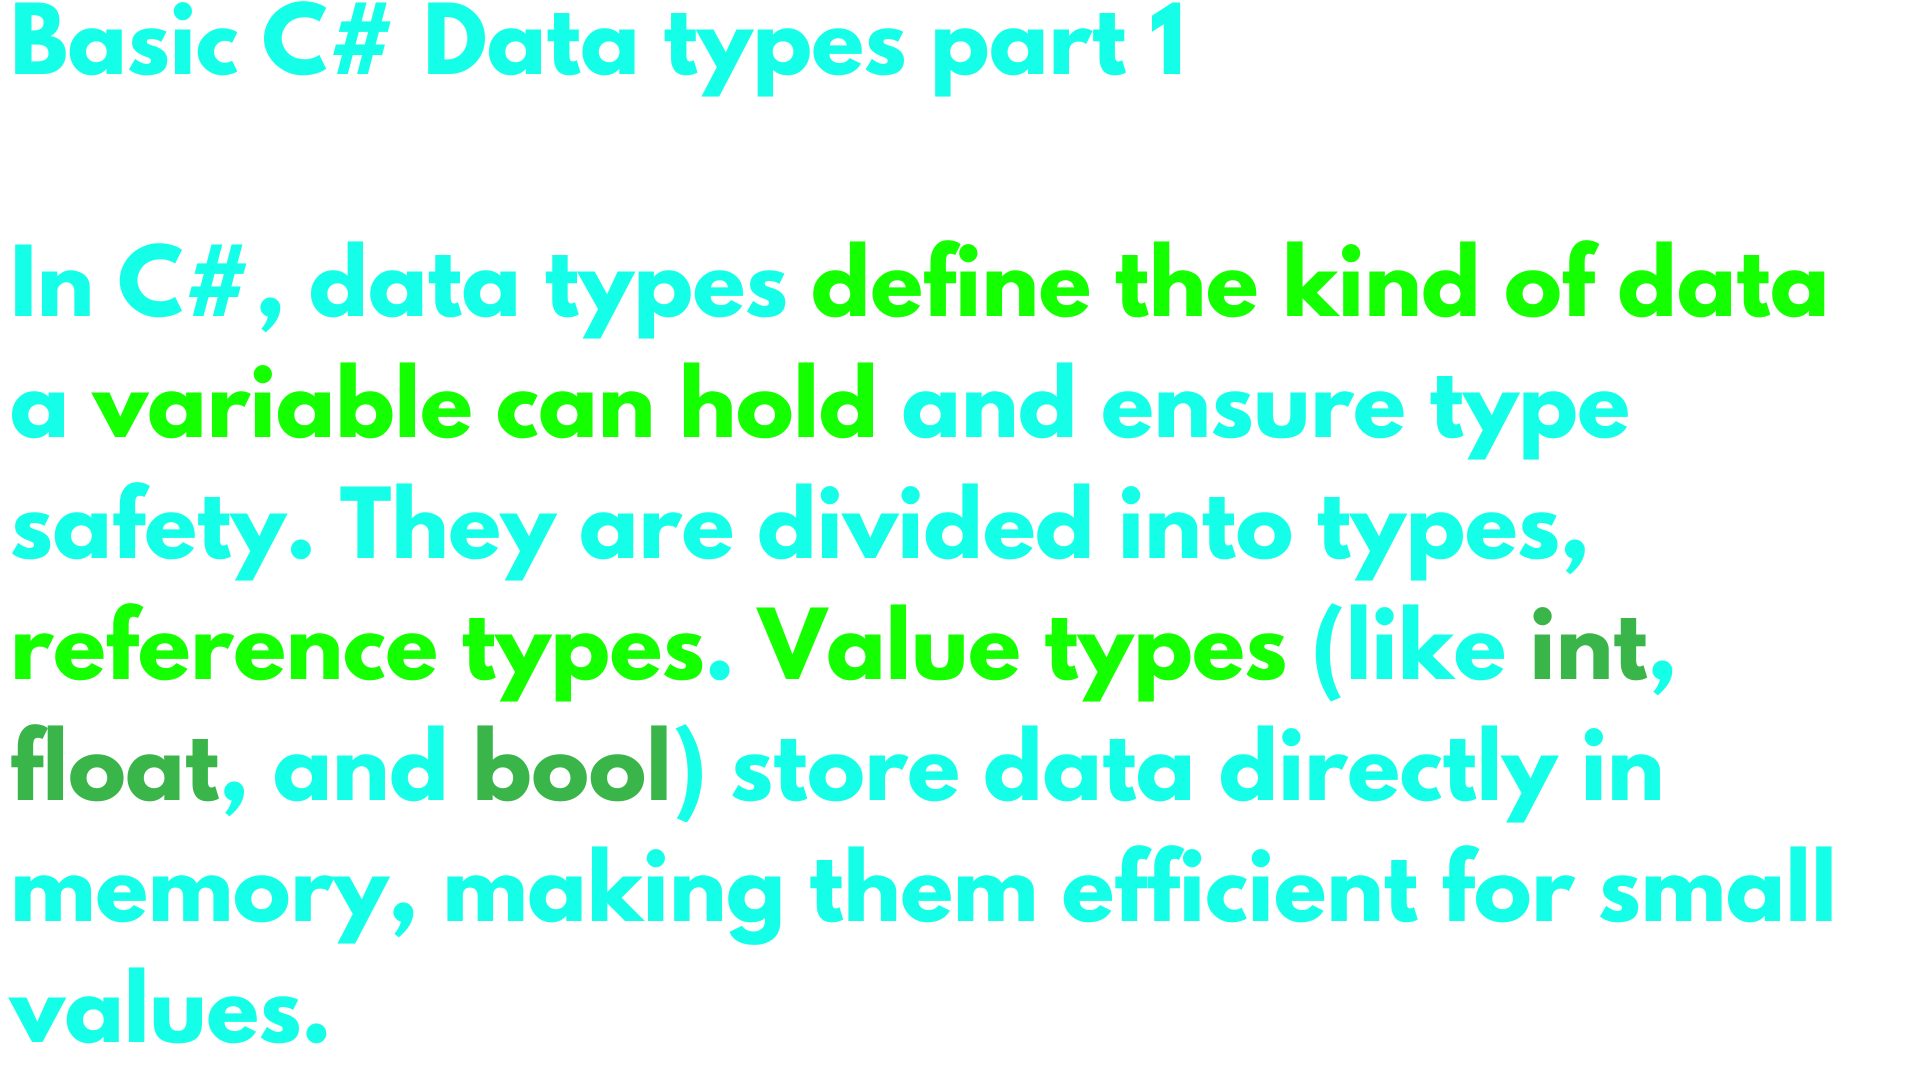 Basic C# Data types part 1
In C#, data types define the kind of data
a variable can hold and ensure type
safety. They are divided into types,
reference types. Value types (like int,
float, and bool) store data directly in
memory, making them efficient for small
values.